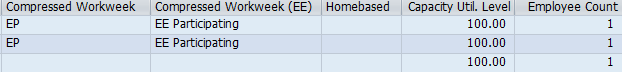 Compressed Workweek Compressed Workweek (EE) Homebased Capacity Util. Level Employee Count
EP EE Participating 100.00 1
EP EE Participating 100.00 1
100.00 1